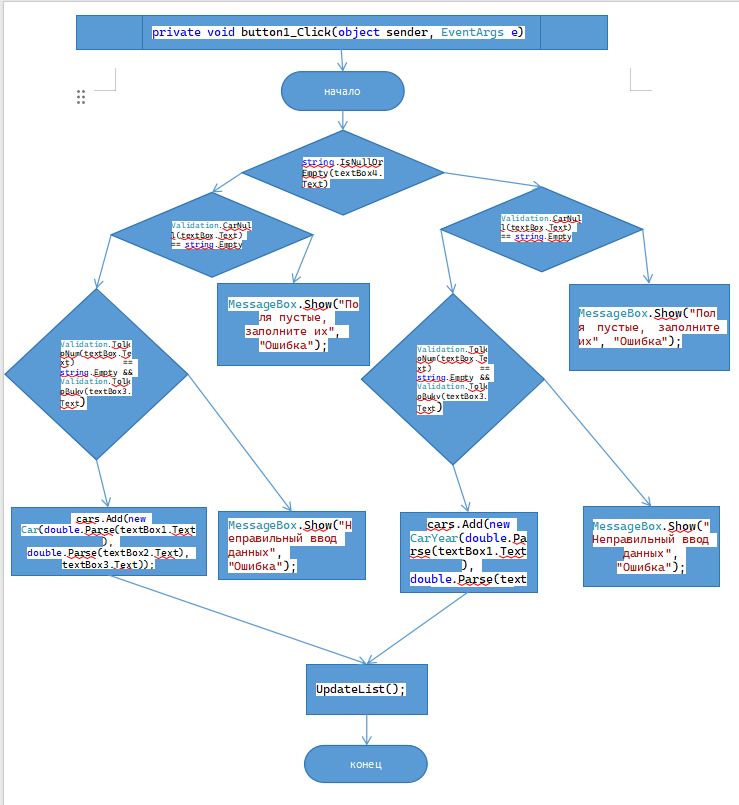 private void button1_Click(object sender, EventArgs e)
начало
string.IsNullOr
Empty(textBox4.
Text)
Validation.CarNul
l(textBox.Text)
== string.Empty
Validation.CarNul
l(textBox.Text)
== string.Empty
MessageBox.Show("По
ля пустые,
заполните их",
"Ошибка");
MessageBox.Show("Пол
я пустые, заполните
их", "Ошибка");
Validation.Tolk
oNum(textBox.Te
xt) ==
string.Empty &&
Validation.Tolk
oBukv(textBox3.
Text)
Validation.Tolk
oNum(textBox.Te
xt) ==
string.Empty &&
Validation.Tolk
oBukv(textBox3.
Text)
cars.Add(new
Car(double.Parse(textBox1.Text
),
double.Parse(textBox2.Text),
textBox3.Text));
MessageBox.Show("Н
еправильный ввод
данных",
"Ошибка");
cars.Add(new
CarYear(double.Pa
rse(textBox1.Text
),
double.Parse(text
MessageBox.Show("
Неправильный ввод
данных",
"Ошибка");
UpdateList();
конец